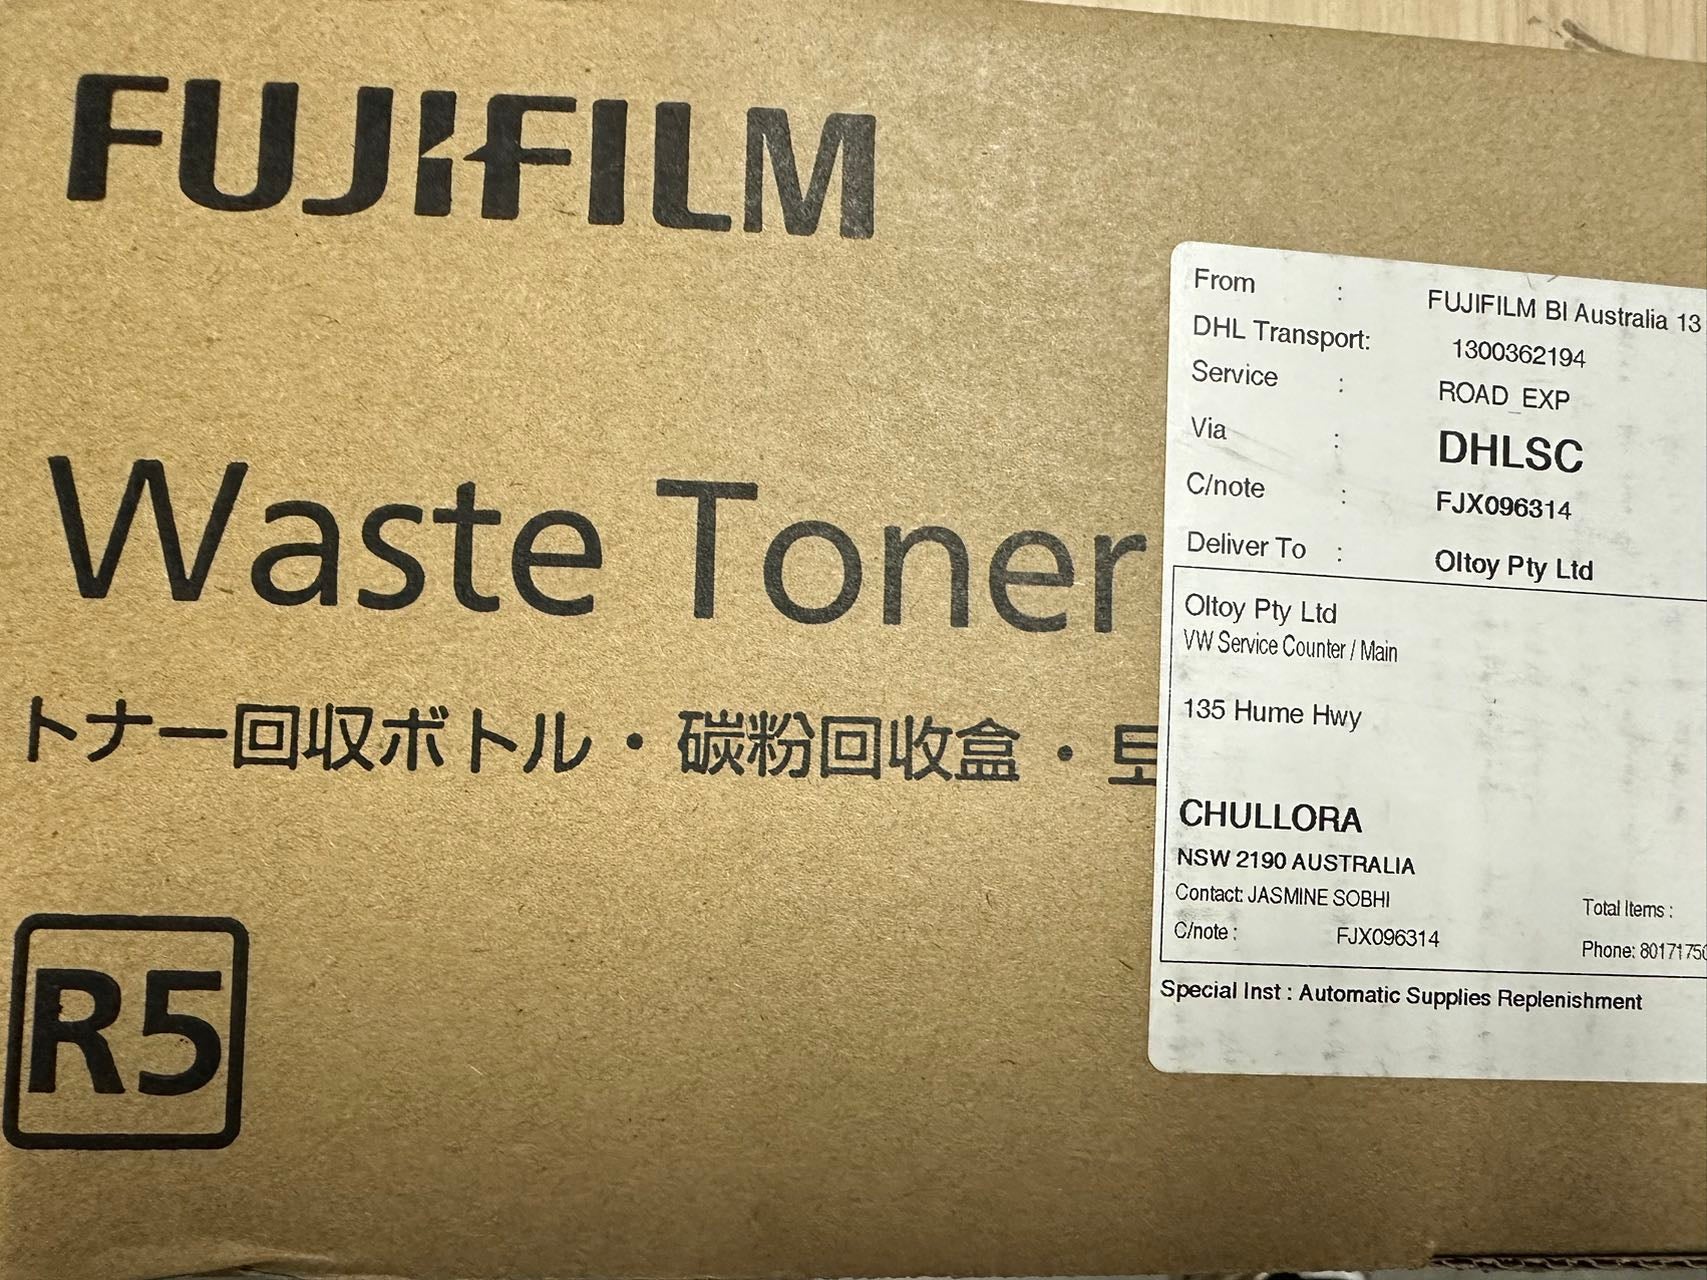 FUJIFILM
Waste Toner
トナー回収ボトル・碳粉回收盒・
R5
From : FUJIFILM BI Australia 13
DHL Transport: 1300362194
Service : ROAD_EXP
Via : DHLSC
C/note : FJX096314
Deliver To : Oltoy Pty Ltd
Oltoy Pty Ltd
VW Service Counter / Main
135 Hume Hwy
CHULLORA
NSW 2190 AUSTRALIA
Contact: JASMINE SOBHI Total Items :
C/note : FJX096314 Phone: 8017175
Special Inst : Automatic Supplies Replenishment